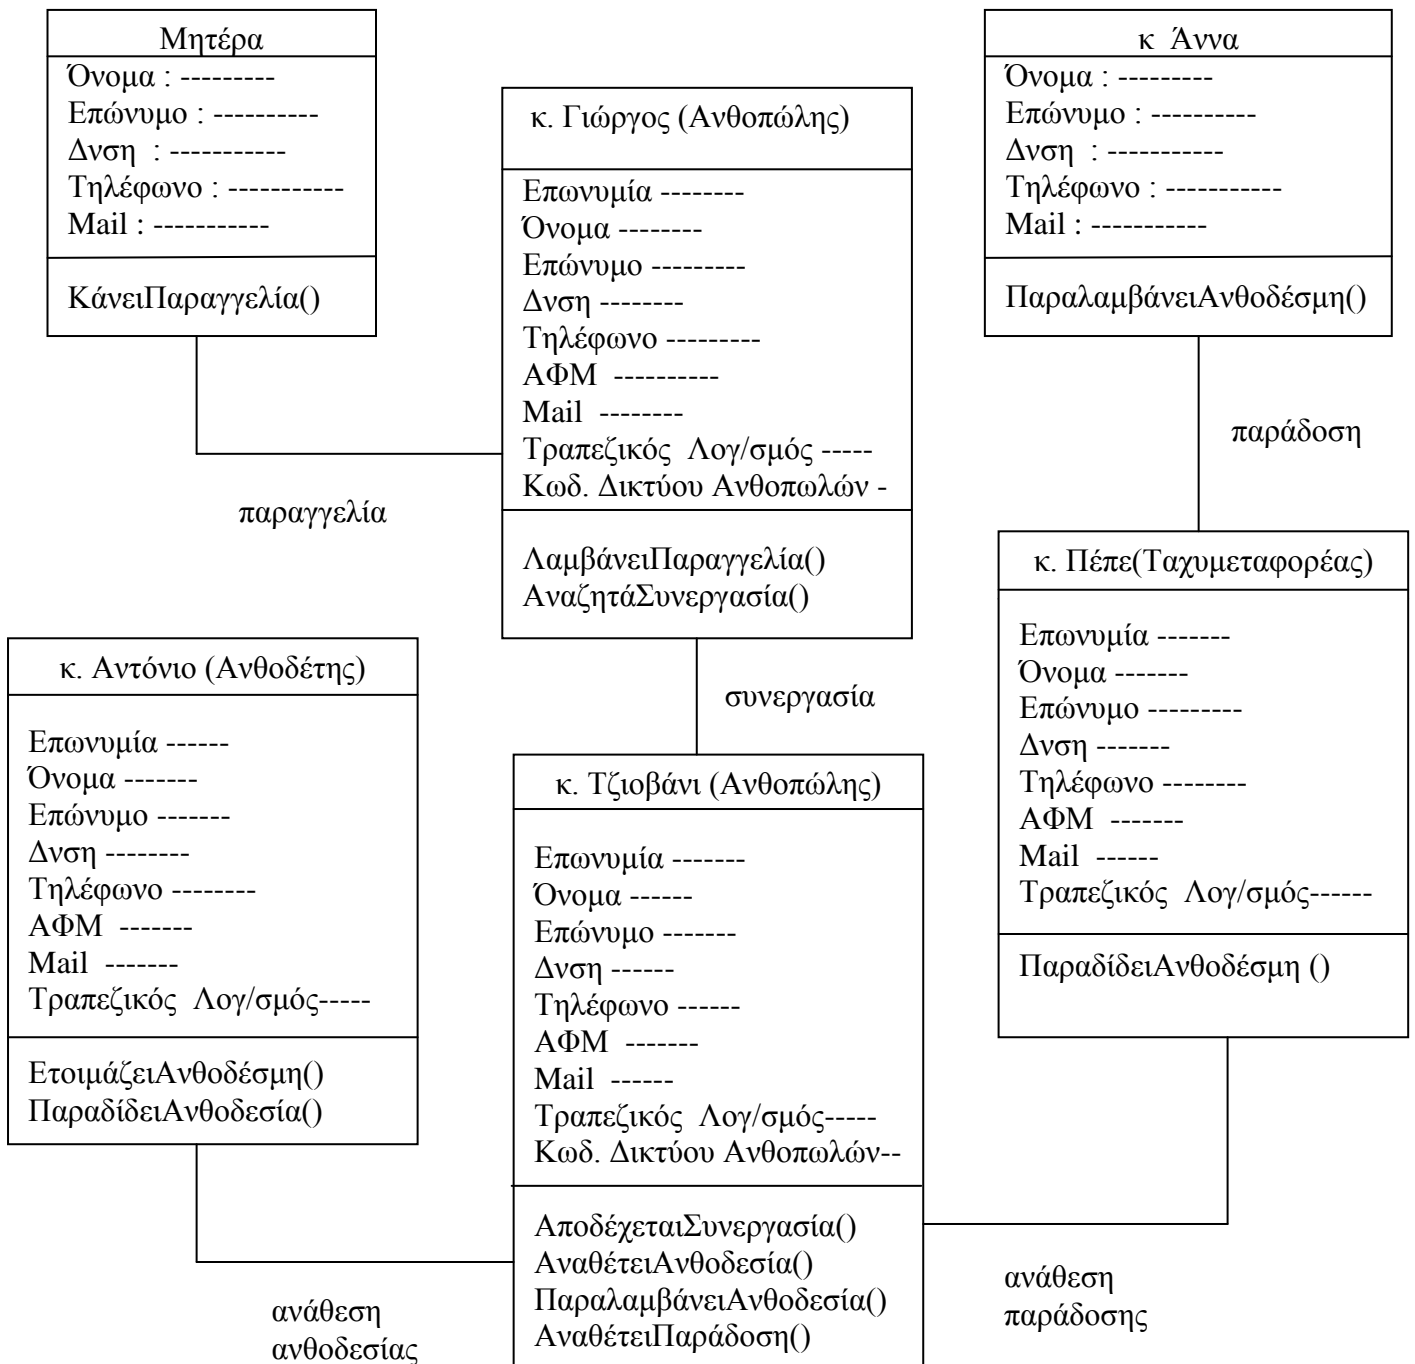 Μητέρα
Όνομα : ---------
Επώνυμο : ----------
Δνση : -----------
Τηλέφωνο : -----------
Mail : -----------
ΚάνειΠαραγγελία()
παραγγελία
κ. Γιώργος (Ανθοπώλης)
Επωνυμία --------
Όνομα --------
Επώνυμο ---------
Δνση --------
Τηλέφωνο ---------
ΑΦΜ ----------
Mail --------
Τραπεζικός Λογ/σμός -----
Κωδ. Δικτύου Ανθοπωλών -
ΛαμβάνειΠαραγγελία()
ΑναζητάΣυνεργασία()
συνεργασία
κ Άννα
Όνομα : ---------
Επώνυμο : ----------
Δνση : -----------
Τηλέφωνο : -----------
Mail : -----------
ΠαραλαμβάνειΑνθοδέσμη()
παράδοση
κ. Αντόνιο (Ανθοδέτης)
Επωνυμία ------
Όνομα -------
Επώνυμο -------
Δνση --------
Τηλέφωνο --------
ΑΦΜ -------
Mail -------
Τραπεζικός Λογ/σμός-----
ΕτοιμάζειΑνθοδέσμη()
ΠαραδίδειΑνθοδεσία()
ανάθεση
ανθοδεσίας
κ. Τζιοβάνι (Ανθοπώλης)
Επωνυμία -------
Όνομα ------
Επώνυμο -------
Δνση ------
Τηλέφωνο ------
ΑΦΜ -------
Mail ------
Τραπεζικός Λογ/σμός-----
Κωδ. Δικτύου Ανθοπωλών--
ΑποδέχεταιΣυνεργασία()
ΑναθέτειΑνθοδεσία()
ΠαραλαμβάνειΑνθοδεσία()
ΑναθέτειΠαράδοση()
κ. Πέπε(Ταχυμεταφορέας)
Επωνυμία -------
Όνομα -------
Επώνυμο ---------
Δνση -------
Τηλέφωνο --------
ΑΦΜ -------
Mail ------
Τραπεζικός Λογ/σμός------
ΠαραδίδειΑνθοδέσμη ()
ανάθεση
παράδοσης